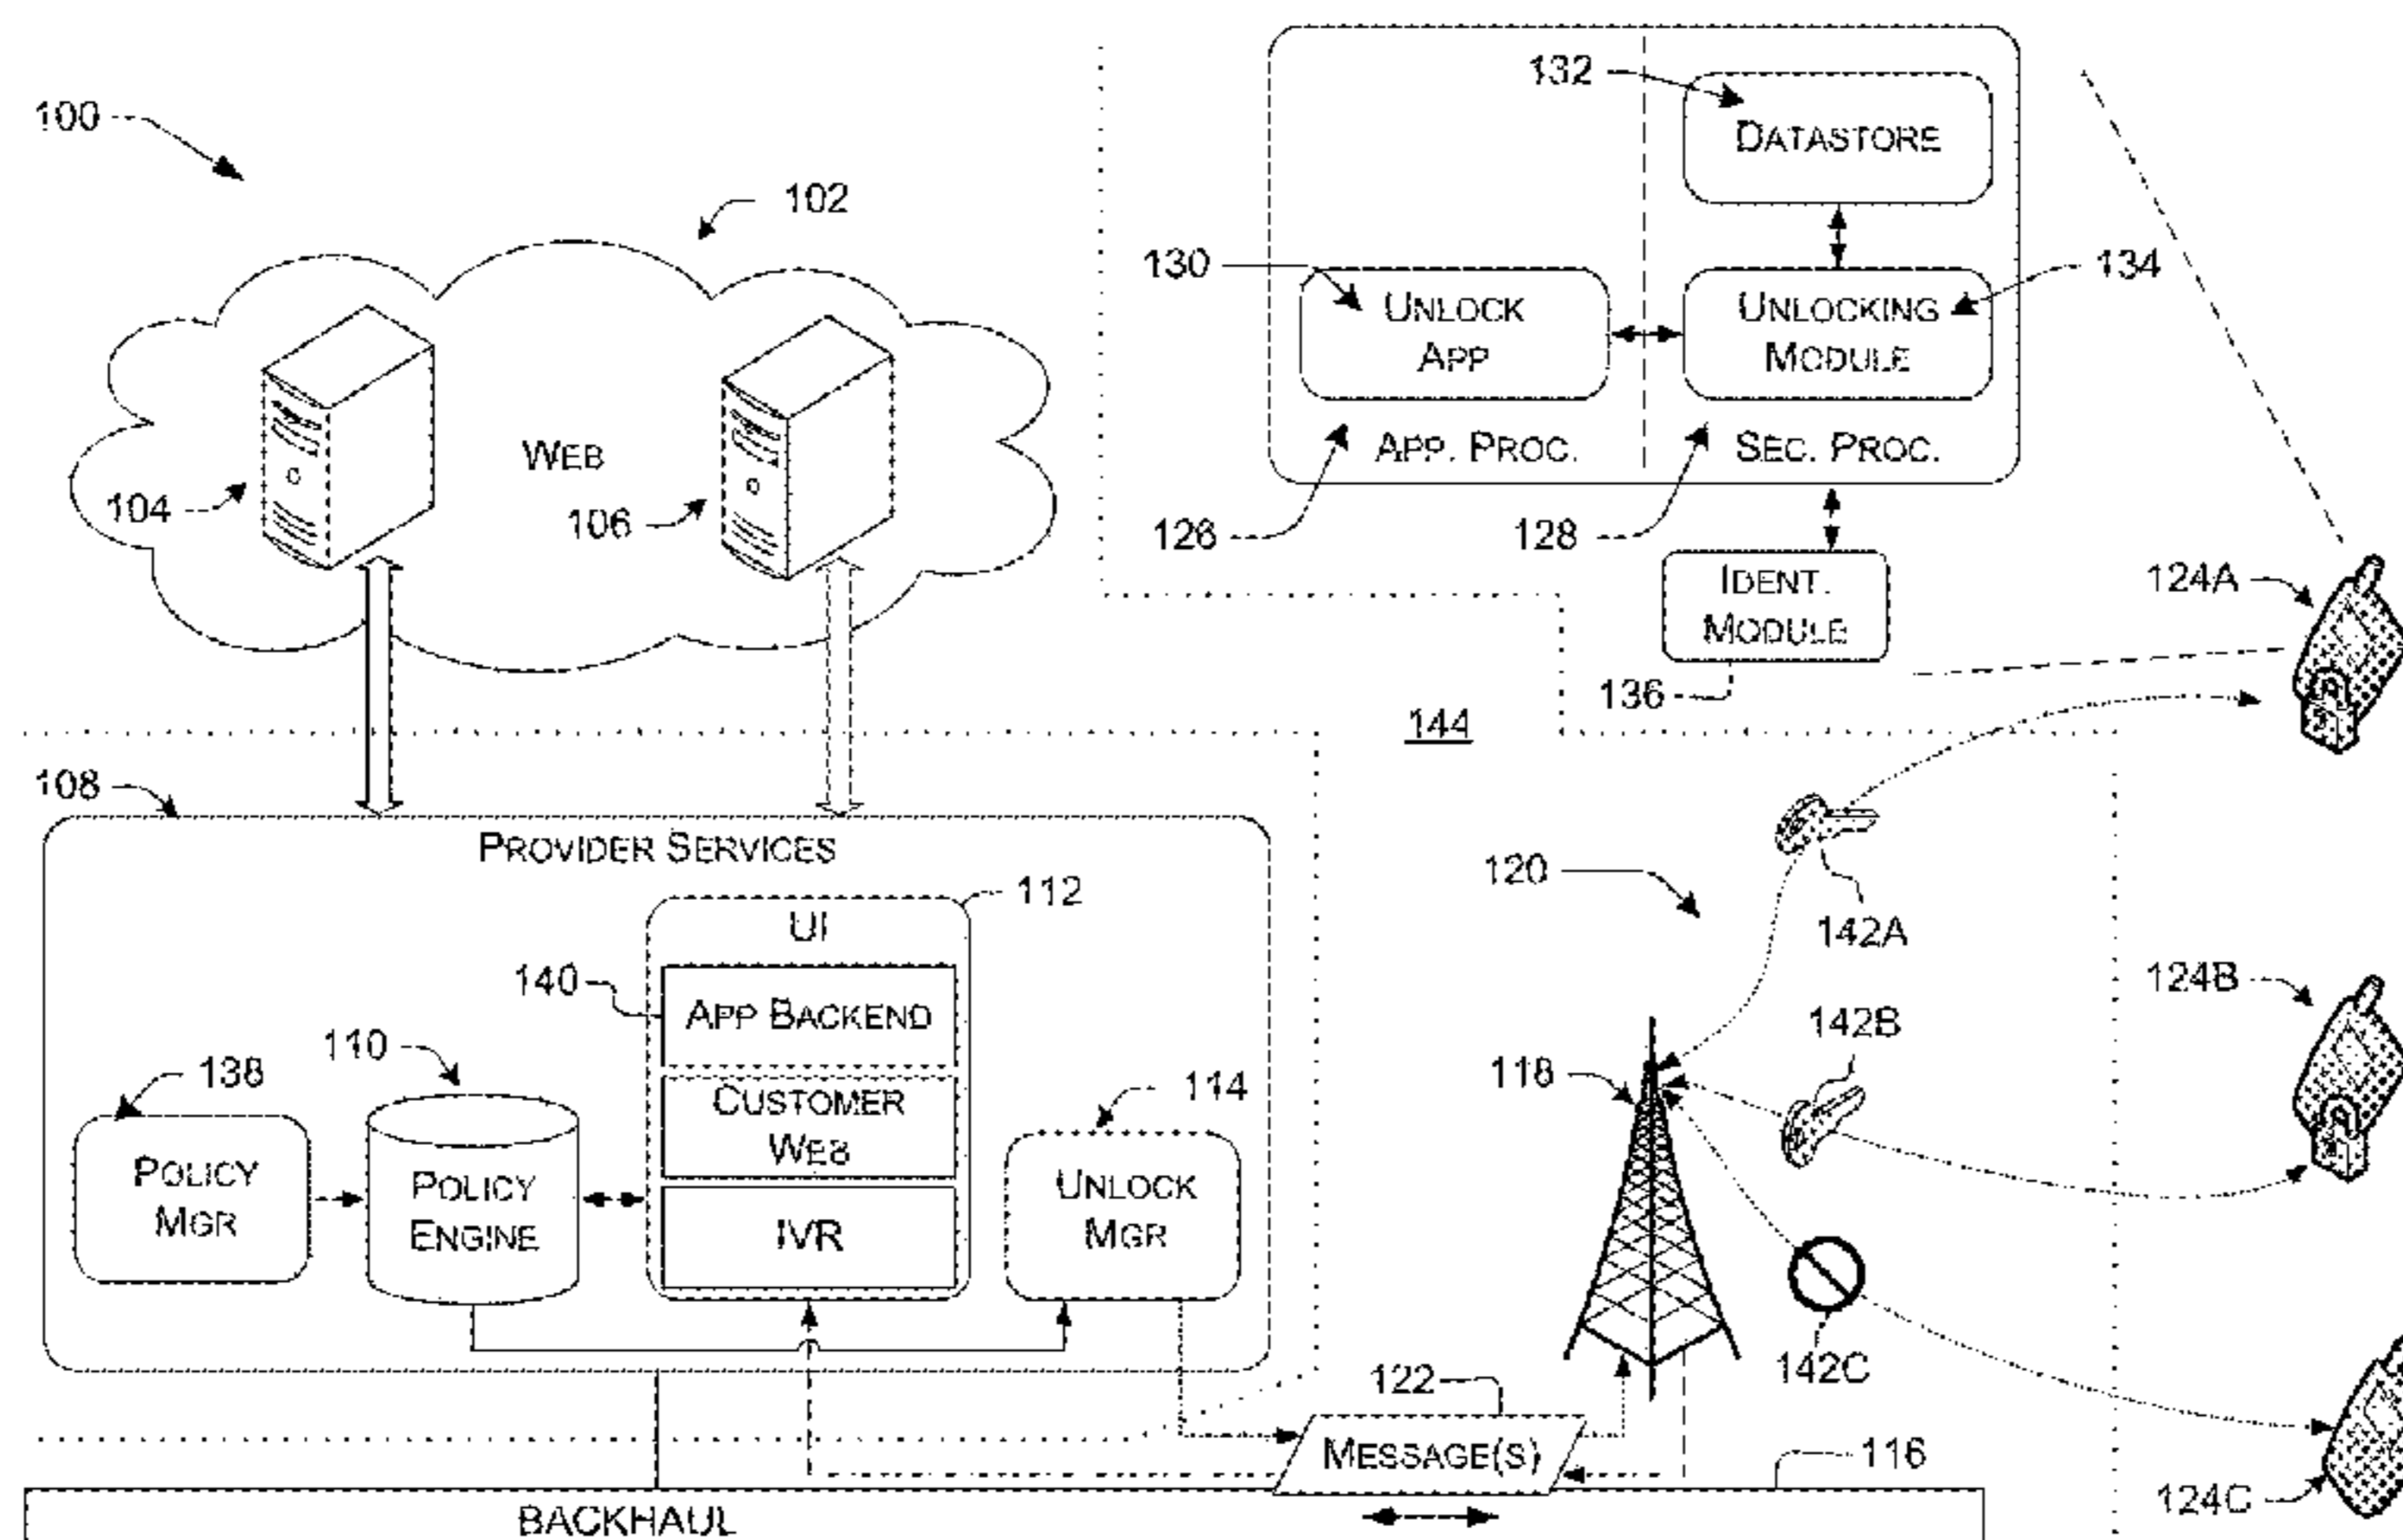 100
102
132
DATASTORE
130
134
UNLOCK
APP
UNLOCKING
MODULE
WEB
104
106
APP. PROC.
SEC. PROC.
126
128
IDENT.
MODULE
136
124A
144
108
PROVIDER SERVICES
112
UI
140
APP BACKEND
CUSTOMER
WEB
IVR
110
138
POLICY
MGR
POLICY
ENGINE
114
UNLOCK
MGR
120
142A
142B
118
124B
142C
122
MESSAGE(S)
116
124C
BACKHAUL